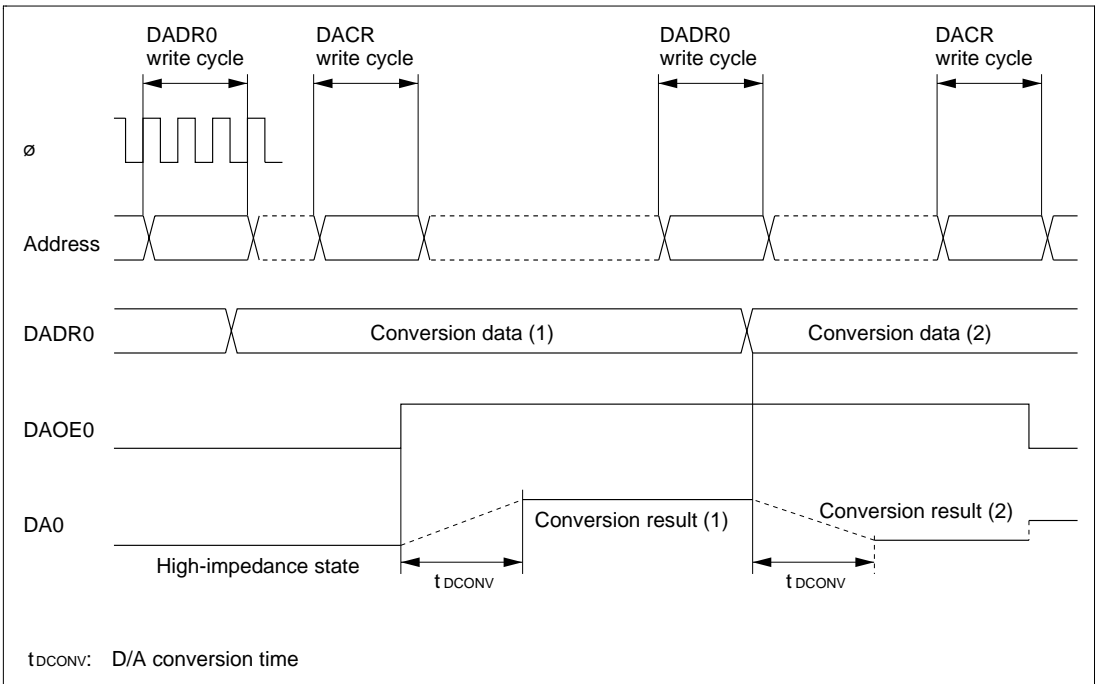 DADR0
write cycle
DACR
write cycle
DADR0
write cycle
DACR
write cycle
ø
Address
DADR0
Conversion data (1)
Conversion data (2)
DAOE0
DA0
Conversion result (1)
Conversion result (2)
High-impedance state
tDCONV
tDCONV
tDCONV: D/A conversion time